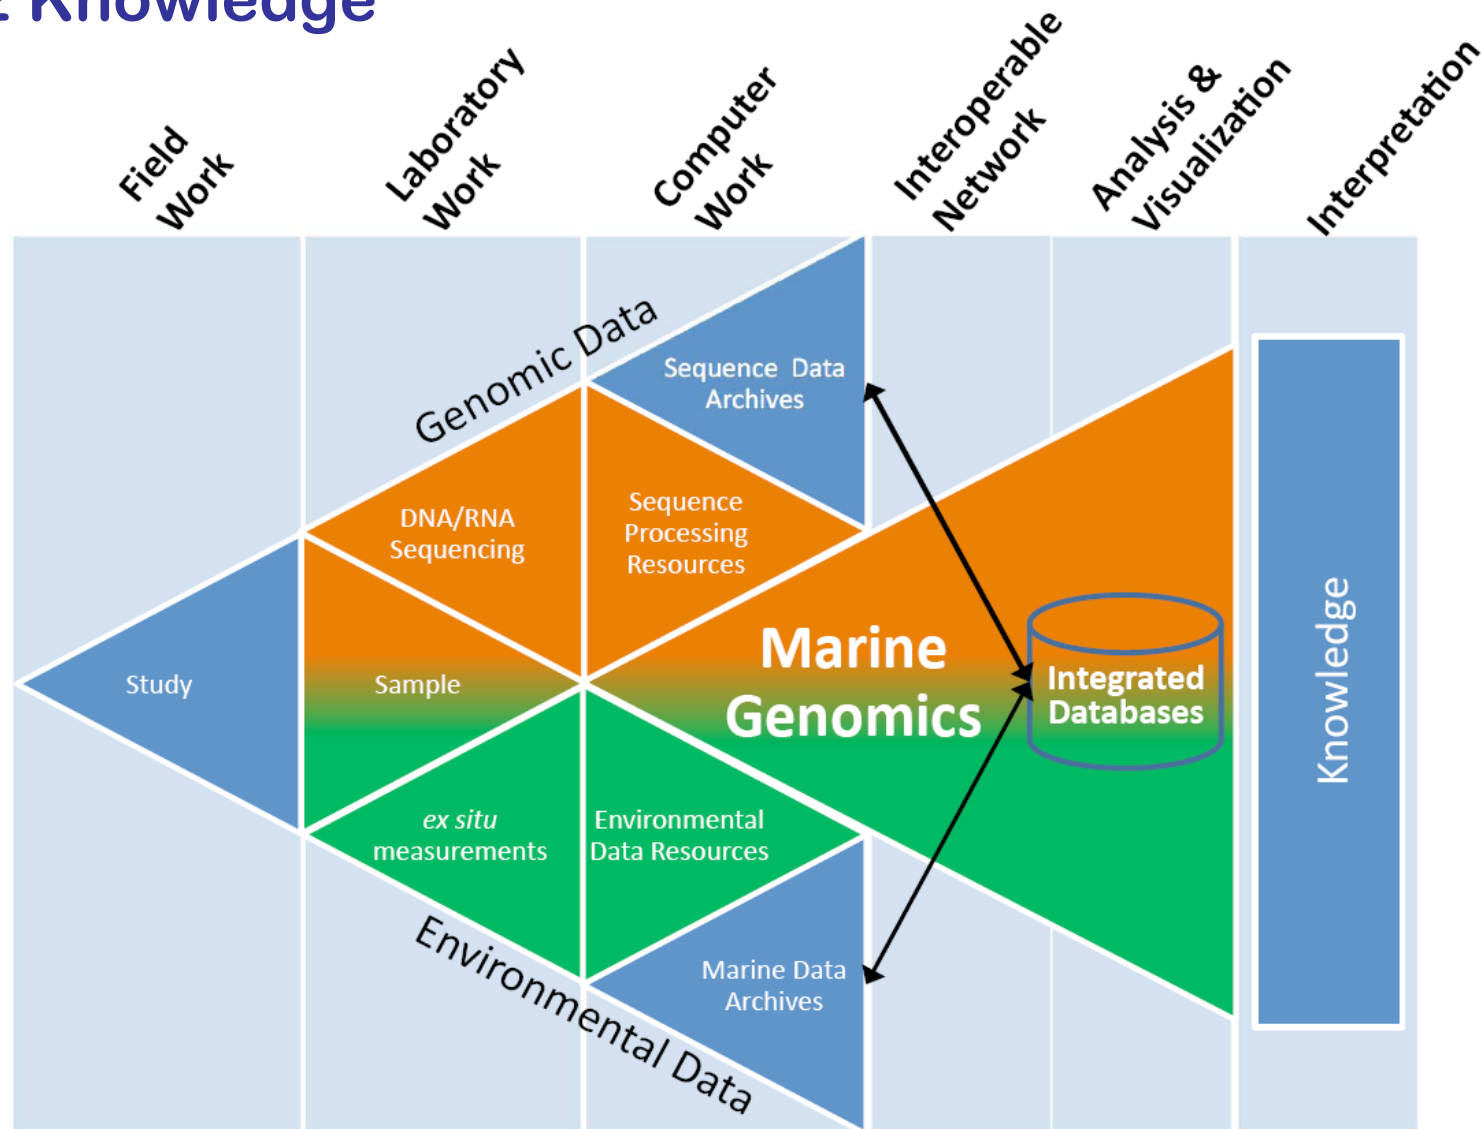 Knowledge
Field
Work
Laboratory
Work
Computer
Work
Interoperable
Network
Analysis &
Visualization
Interpretation
Genomic Data
Sequence Data
Archives
DNA/RNA
Sequencing
Sequence
Processing
Resources
Study
Sample
Marine
Genomics
Integrated
Databases
Knowledge
ex situ
measurements
Environmental
Data Resources
Marine Data
Archives
Environmental Data